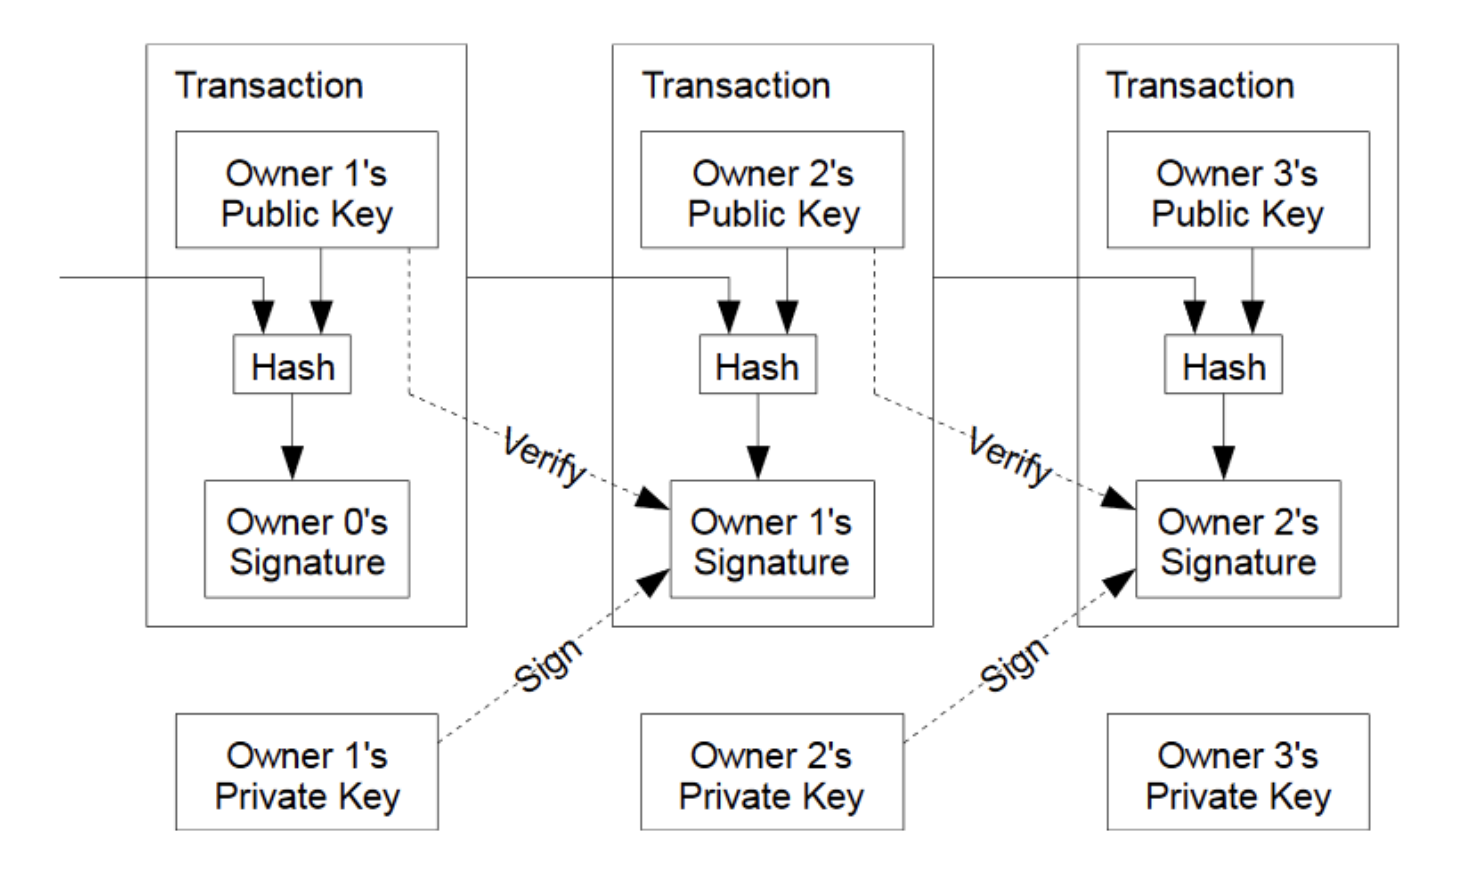 Transaction
Owner 1's
Public Key
Hash
Owner 0's
Signature
Transaction
Owner 2's
Public Key
Hash
Owner 1's
Signature
Transaction
Owner 3's
Public Key
Hash
Owner 2's
Signature
Verify
Verify
Sign
Sign
Owner 1's
Private Key
Owner 2's
Private Key
Owner 3's
Private Key